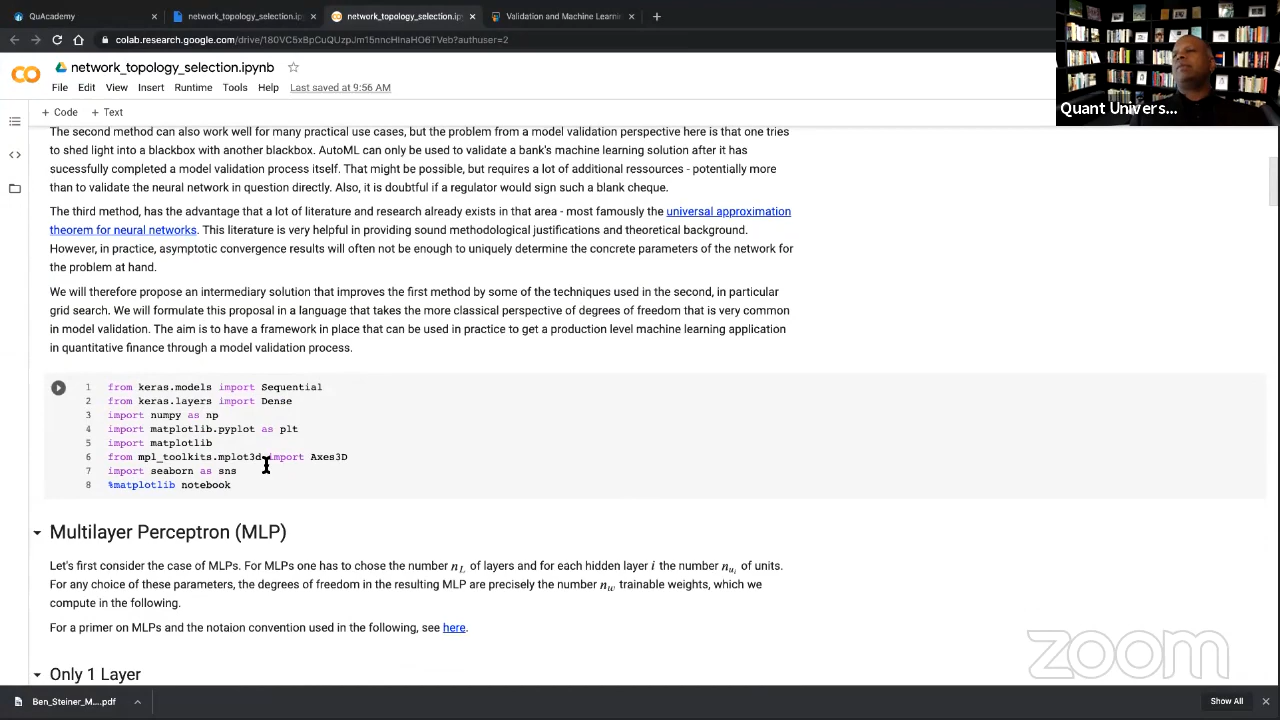 QuAcademy
network_topology_selection.ip
network_topology_selection.ip
Validation and Machine Learnin
colab.research.google.com/drive/180VC5xBpCuQUzpJm15nncHlnaHO6TVeb?authuser=2
network_topology_selection.ipynb
File Edit View Insert Runtime Tools Help Last saved at 9:56 AM
+ Code + Text
Quant Univers...
The second method can also work well for many practical use cases, but the problem from a model validation perspective here is that one tries
to shed light into a blackbox with another blackbox. AutoML can only be used to validate a bank's machine learning solution after it has
sucessfully completed a model validation process itself. That might be possible, but requires a lot of additional ressources - potentially more
than to validate the neural network in question directly. Also, it is doubtful if a regulator would sign such a blank cheque.
The third method, has the advantage that a lot of literature and research already exists in that area - most famously the universal approximation
theorem for neural networks. This literature is very helpful in providing sound methodological justifications and theoretical background.
However, in practice, asymptotic convergence results will often not be enough to uniquely determine the concrete parameters of the network for
the problem at hand.
We will therefore propose an intermediary solution that improves the first method by some of the techniques used in the second, in particular
grid search. We will formulate this proposal in a language that takes the more classical perspective of degrees of freedom that is very common
in model validation. The aim is to have a framework in place that can be used in practice to get a production level machine learning application
in quantitative finance through a model validation process.
1 from keras.models import Sequential
2 from keras.layers import Dense
3 import numpy as np
4 import matplotlib.pyplot as plt
5 import matplotlib
6 from mpl_toolkits.mplot3d import Axes3D
7 import seaborn as sns
8 %matplotlib notebook
Multilayer Perceptron (MLP)
Let's first consider the case of MLPs. For MLPs one has to chose the number n_L of layers and for each hidden layer i the number n_{u_i} of units.
For any choice of these parameters, the degrees of freedom in the resulting MLP are precisely the number n_w trainable weights, which we
compute in the following.
For a primer on MLPs and the notaion convention used in the following, see here.
Only 1 Layer
zoom
Ben_Steiner_M....pdf
Show All